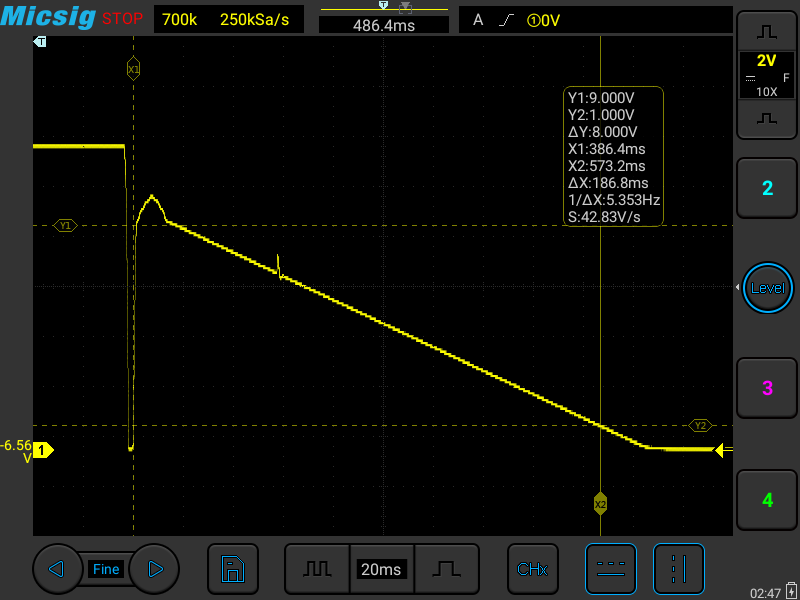 Micsig STOP 700k 250kSa/s 486.4ms A ①0V
T
T
X1
Y1:9.000V
Y2:1.000V
ΔY:8.000V
X1:386.4ms
X2:573.2ms
ΔX:186.8ms
1/ΔX:5.353Hz
S:42.83V/s
Y1
Y2
X2
-6.56
V
1
2V
F
10X
2
Level
3
4
Fine
20ms
CHx
02:47